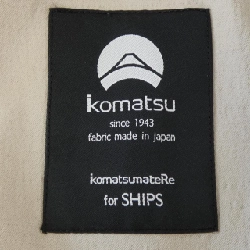 komatsu
since 1943
fabric made in japan
komatsumateRe
for SHIPS